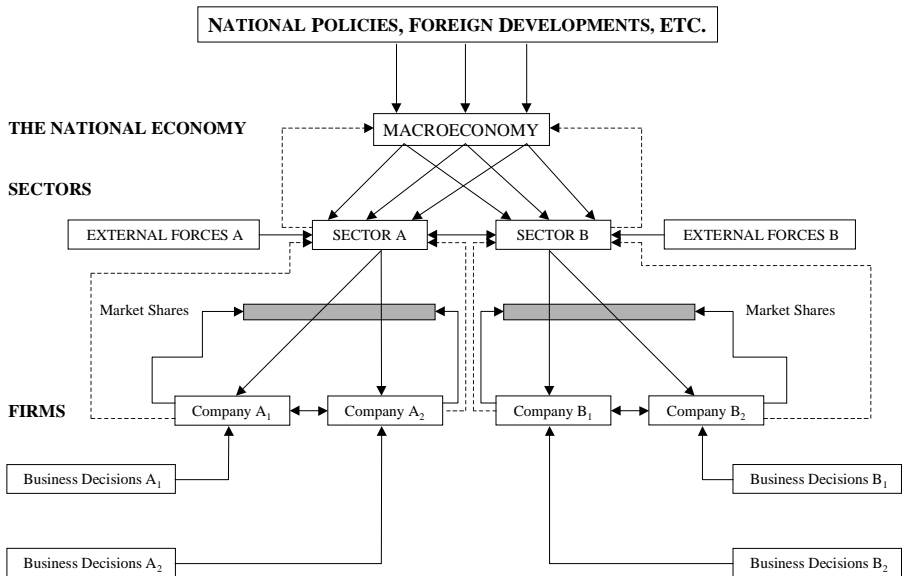 NATIONAL POLICIES, FOREIGN DEVELOPMENTS, ETC.
THE NATIONAL ECONOMY
MACROECONOMY
SECTORS
EXTERNAL FORCES A
SECTOR A
SECTOR B
EXTERNAL FORCES B
Market Shares
Market Shares
FIRMS
Company A₁
Company A₂
Company B₁
Company B₂
Business Decisions A₁
Business Decisions B₁
Business Decisions A₂
Business Decisions B₂